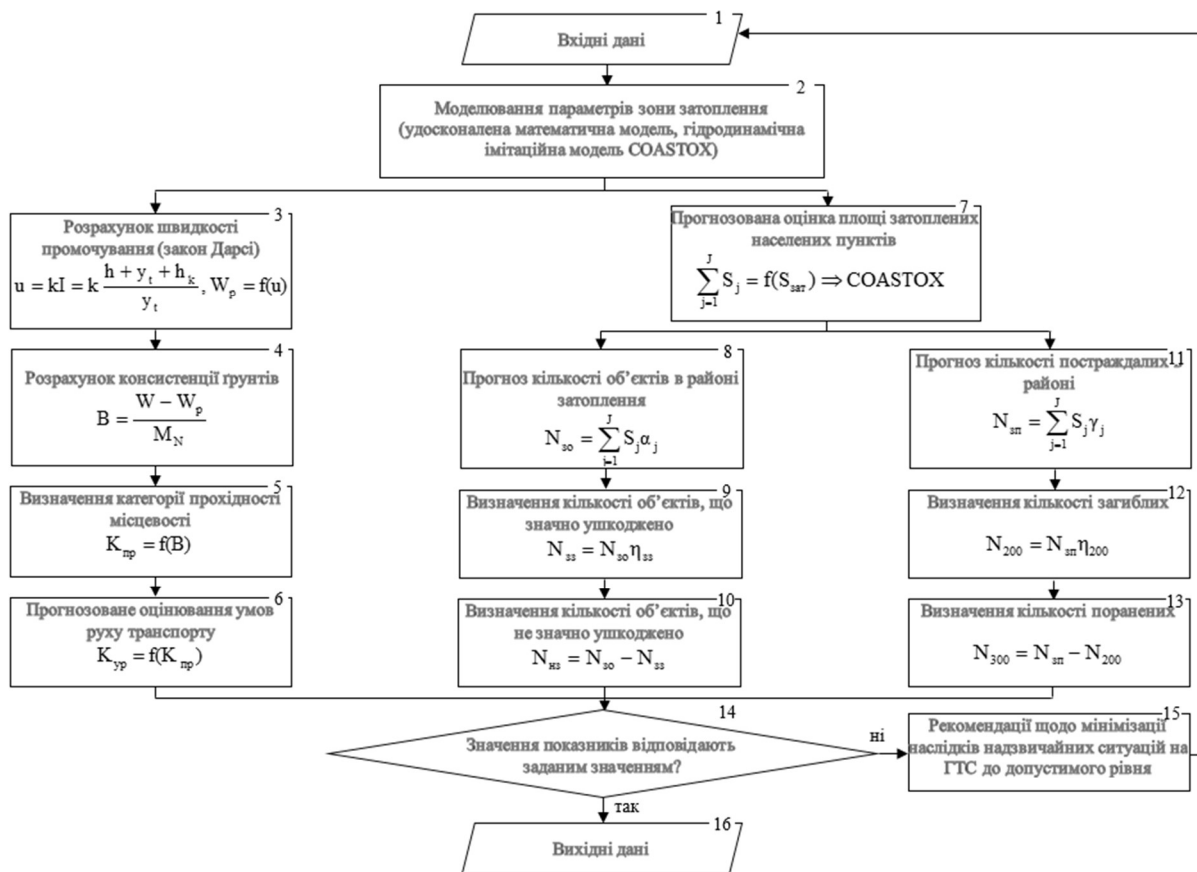 1
Вхідні дані
2
Моделювання параметрів зони затоплення
(удосконалена математична модель, гідродинамічна
імітаційна модель COASTOX)
3
Розрахунок швидкості
промочування (закон Дарсі)
u = kI = k (h + y_t + h_k) / y_t , W_p = f(u)
4
Розрахунок консистенції ґрунтів
B = (W − W_p) / M_N
5
Визначення категорії прохідності
місцевості
K_пр = f(B)
6
Прогнозоване оцінювання умов
руху транспорту
K_ур = f(K_пр)
7
Прогнозована оцінка площі затоплених
населених пунктів
∑_{j=1}^{J} S_j = f(S_зат) ⇒ COASTOX
8
Прогноз кількості об’єктів в районі
затоплення
N_зо = ∑_{j=1}^{J} S_j α_j
9
Визначення кількості об’єктів, що
значно ушкоджено
N_зз = N_зо η_зз
10
Визначення кількості об’єктів, що
не значно ушкоджено
N_нз = N_зо − N_зз
11
Прогноз кількості постраждалих
районі
N_зп = ∑_{j=1}^{J} S_j γ_j
12
Визначення кількості загиблих
N_200 = N_зп η_200
13
Визначення кількості поранених
N_300 = N_зп − N_200
14
Значення показників відповідають
заданим значенням?
ні
так
15
Рекомендації щодо мінімізації
наслідків надзвичайних ситуацій на
ГТС до допустимого рівня
16
Вихідні дані